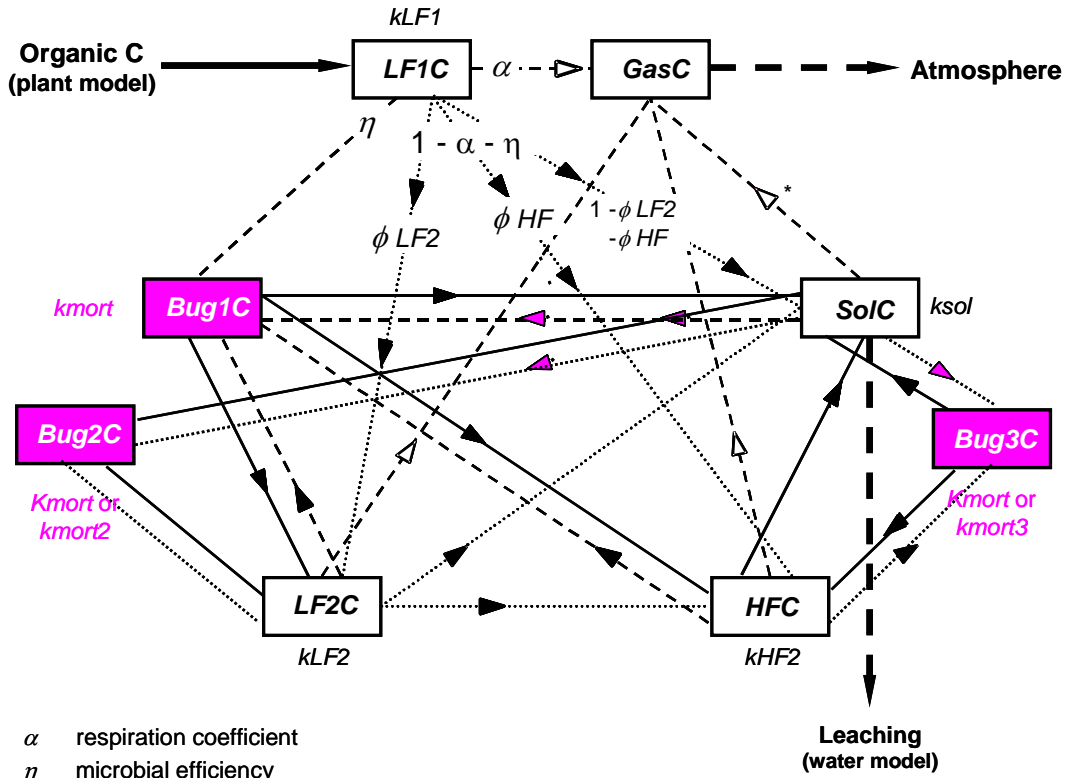 kLF1
Organic C
(plant model)
LF1C
α
GasC
Atmosphere
η
1 - α - η
ϕ LF2
ϕ HF
1 -ϕ LF2
-ϕ HF
*
kmort
Bug1C
SolC
ksol
Bug2C
Bug3C
Kmort or
kmort2
Kmort or
kmort3
LF2C
HFC
kLF2
kHF2
Leaching
(water model)
α respiration coefficient
η microbial efficiency